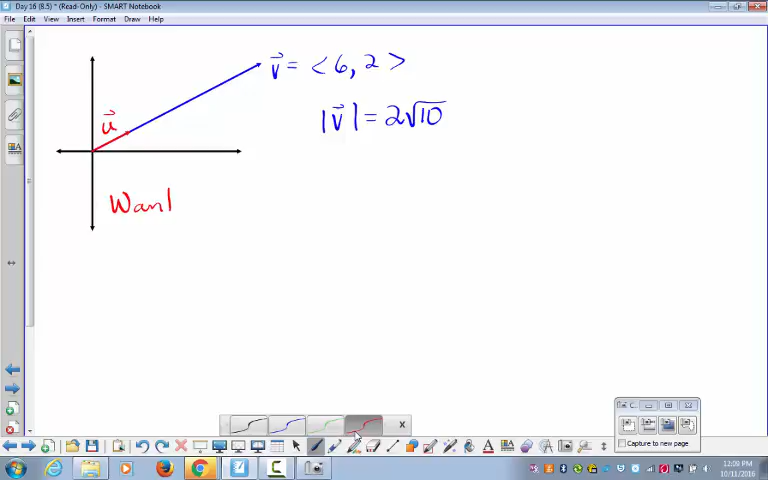 Day 16 (8.5) * (Read-Only) - SMART Notebook
File Edit View Insert Format Draw Help
v = < 6, 2 >
|v| = 2√10
u
Want
Capture to new page
12:09 PM
10/11/2016